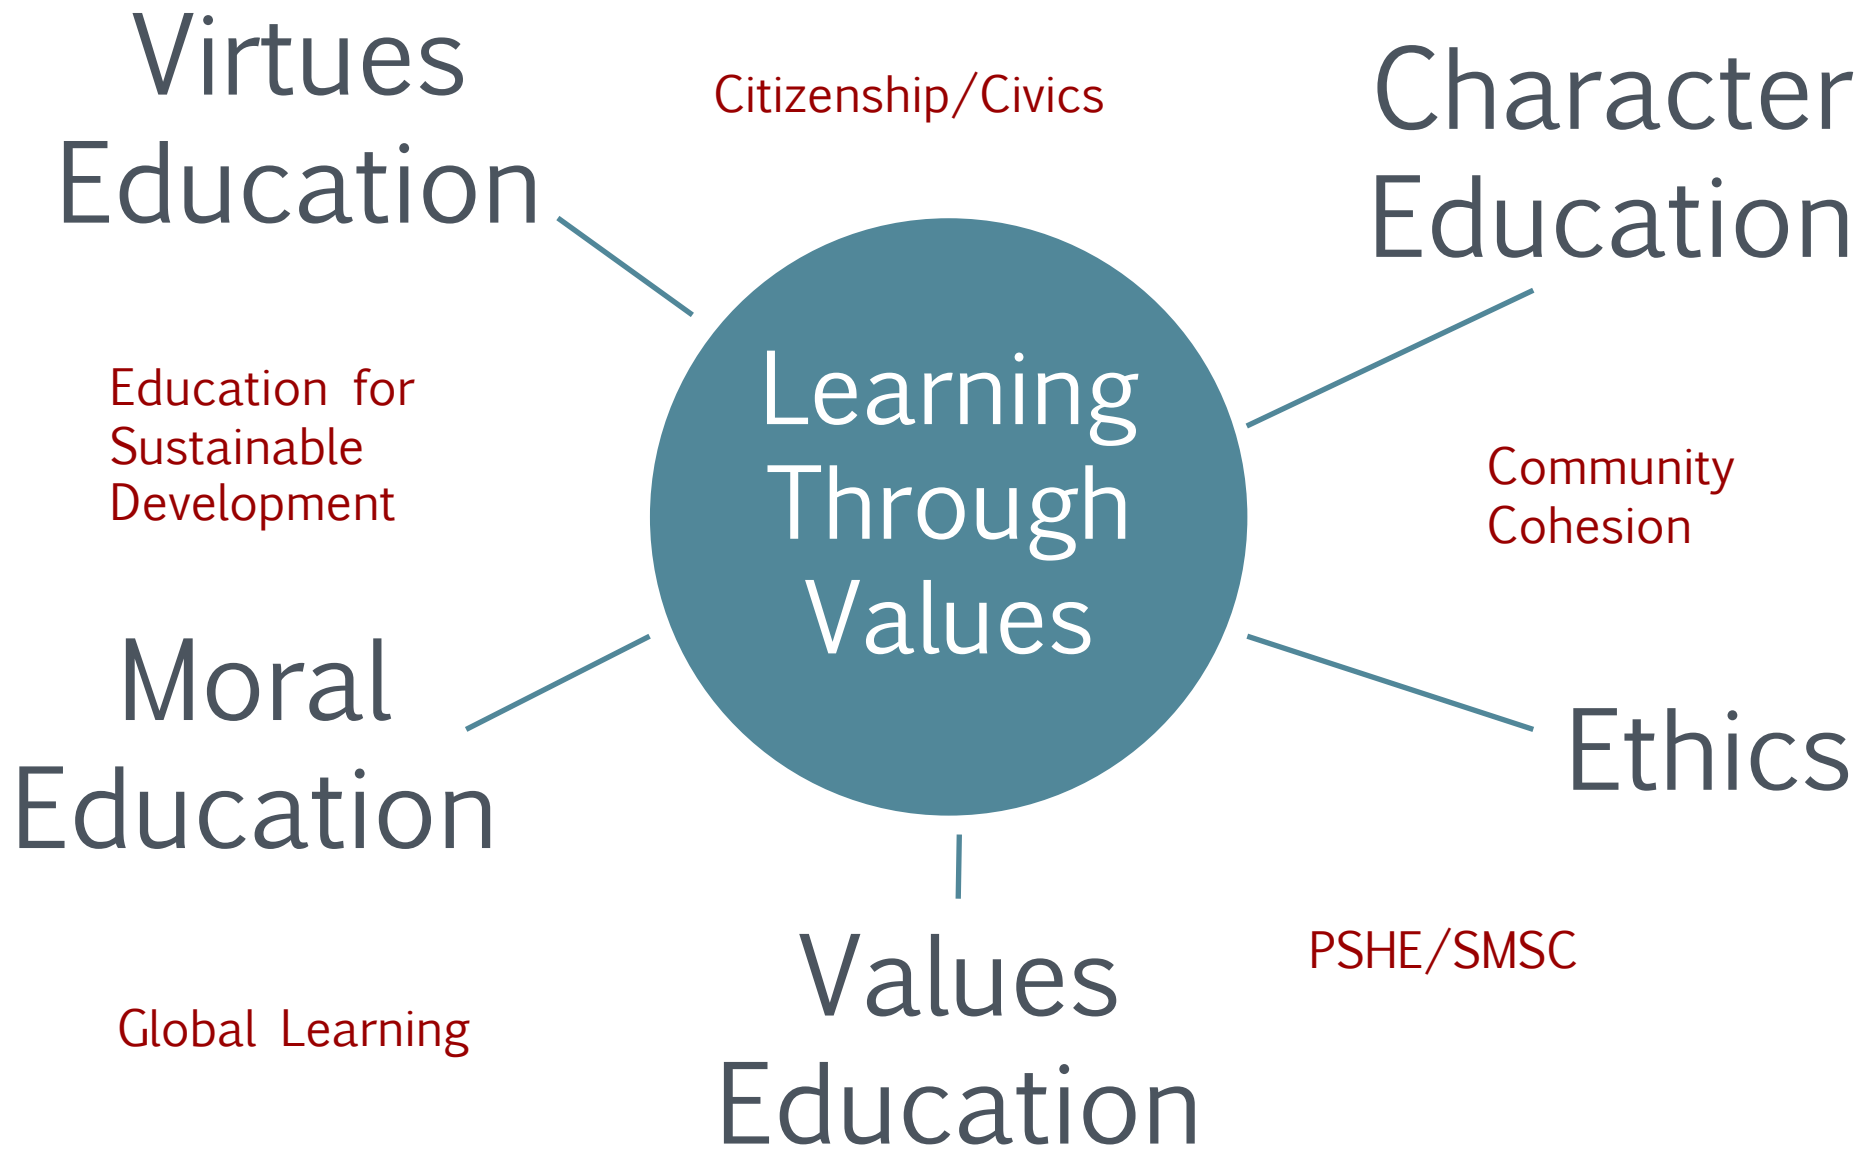 Virtues
Education
Citizenship/Civics
Character
Education
Learning
Through
Values
Education for
Sustainable
Development
Community
Cohesion
Moral
Education
Ethics
Values
Education
PSHE/SMSC
Global Learning